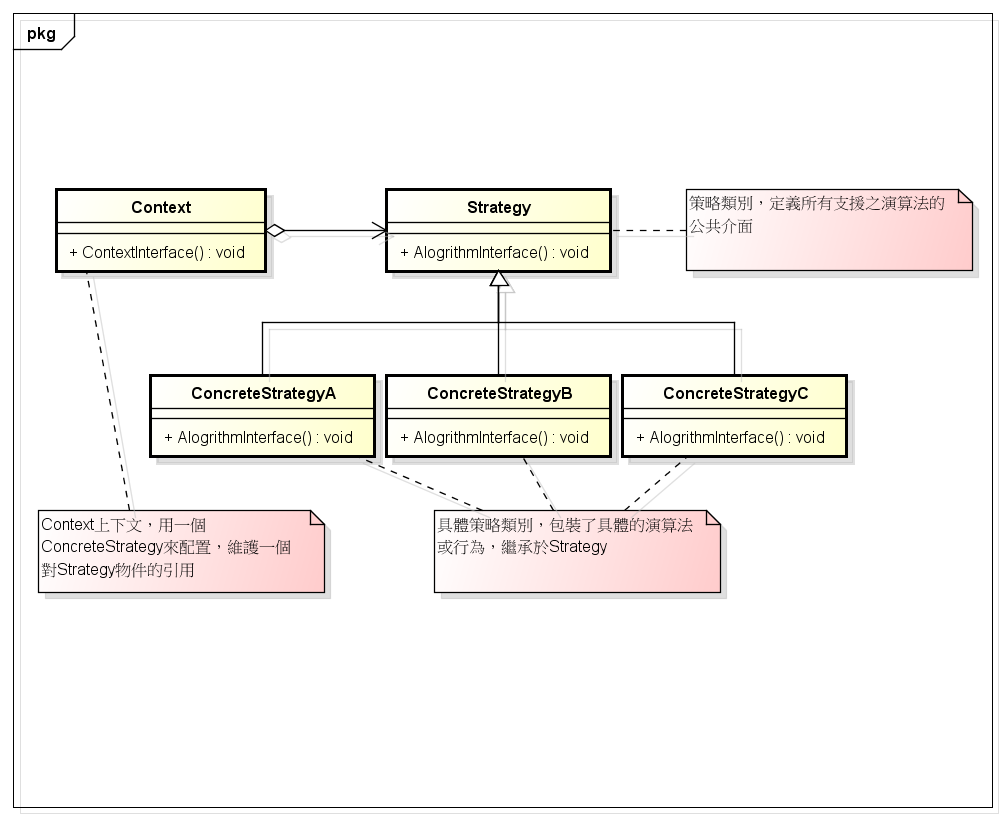 pkg
Context
+ ContextInterface() : void
Strategy
+ AlogrithmInterface() : void
策略類別，定義所有支援之演算法的
公共介面
ConcreteStrategyA
+ AlogrithmInterface() : void
ConcreteStrategyB
+ AlogrithmInterface() : void
ConcreteStrategyC
+ AlogrithmInterface() : void
Context上下文，用一個
ConcreteStrategy來配置，維護一個
對Strategy物件的引用
具體策略類別，包裝了具體的演算法
或行為，繼承於Strategy